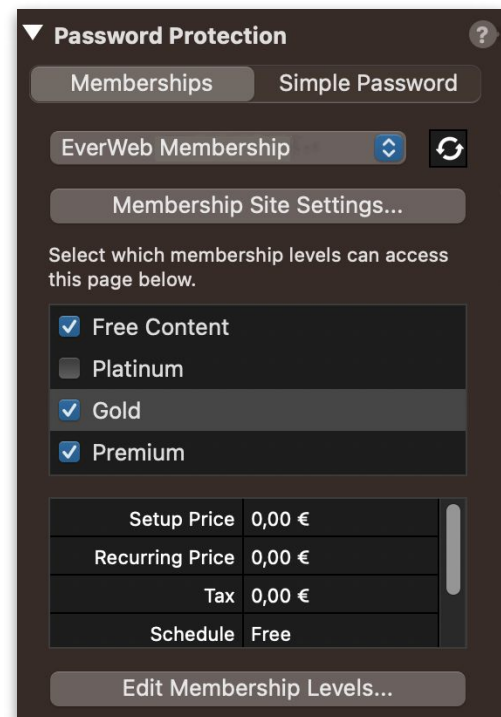 Password Protection
?
Memberships Simple Password
EverWeb Membership
Membership Site Settings...
Select which membership levels can access
this page below.
Free Content
Platinum
Gold
Premium
Setup Price 0,00 €
Recurring Price 0,00 €
Tax 0,00 €
Schedule Free
Edit Membership Levels...